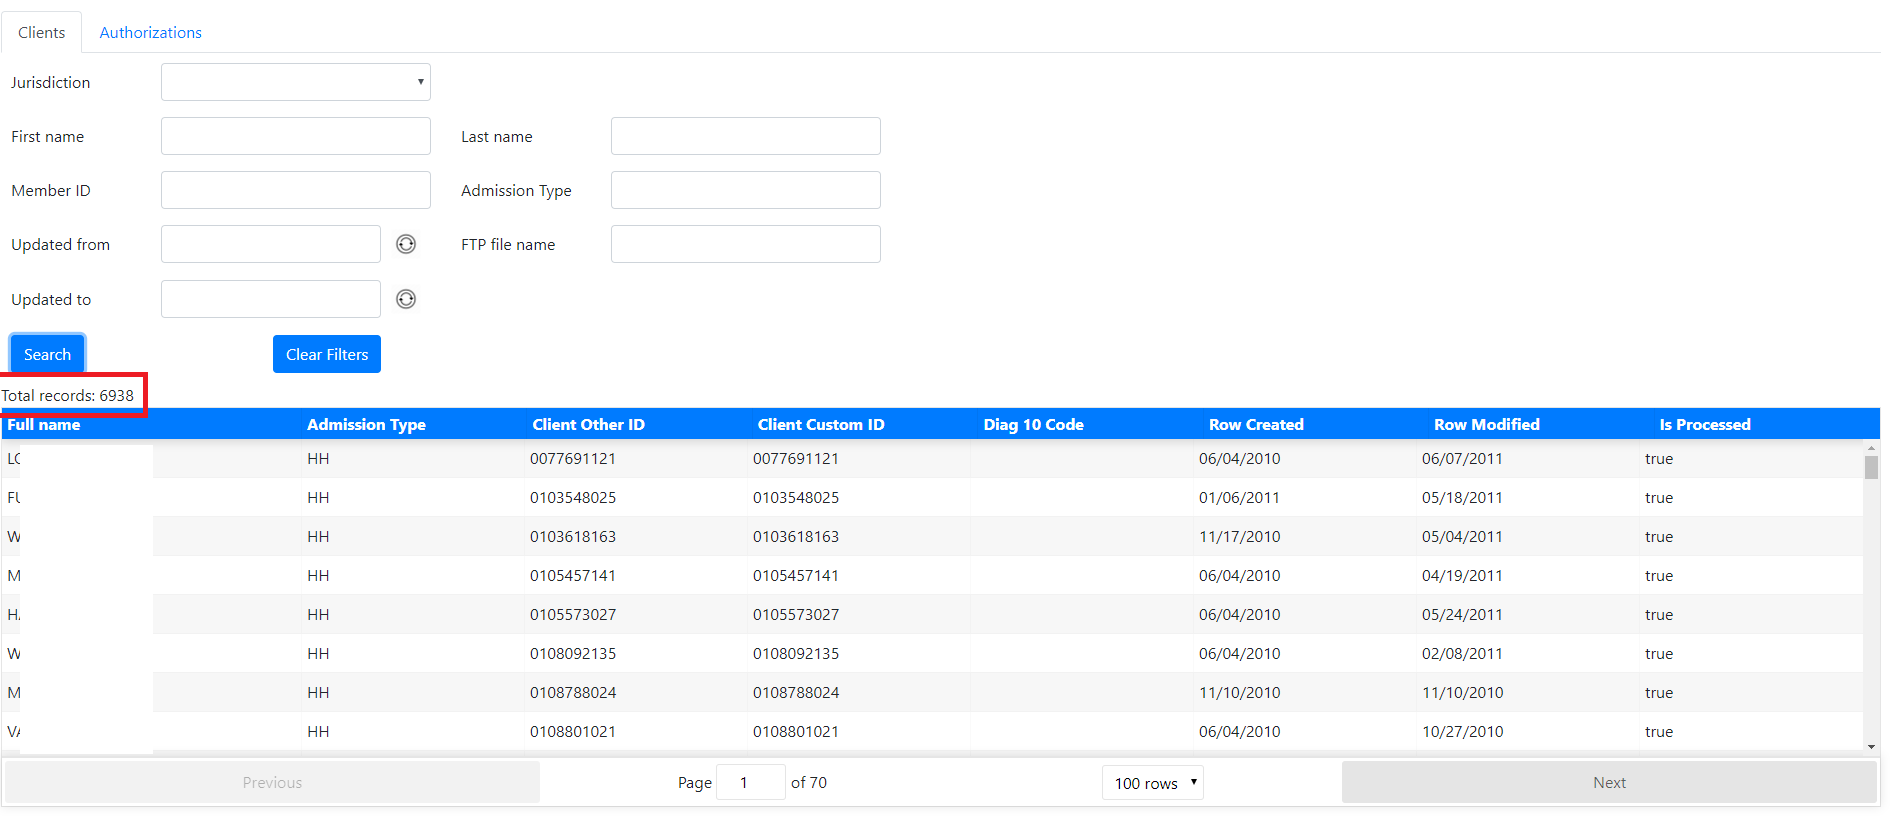 Clients Authorizations
Jurisdiction
First name Last name
Member ID Admission Type
Updated from FTP file name
Updated to
Search Clear Filters
Total records: 6938
Full name Admission Type Client Other ID Client Custom ID Diag 10 Code Row Created Row Modified Is Processed
LO HH 0077691121 0077691121 06/04/2010 06/07/2011 true
FU HH 0103548025 0103548025 01/06/2011 05/18/2011 true
W HH 0103618163 0103618163 11/17/2010 05/04/2011 true
M HH 0105457141 0105457141 06/04/2010 04/19/2011 true
HA HH 0105573027 0105573027 06/04/2010 05/24/2011 true
W HH 0108092135 0108092135 06/04/2010 02/08/2011 true
M HH 0108788024 0108788024 11/10/2010 11/10/2010 true
VA HH 0108801021 0108801021 06/04/2010 10/27/2010 true
Previous Page 1 of 70 100 rows Next